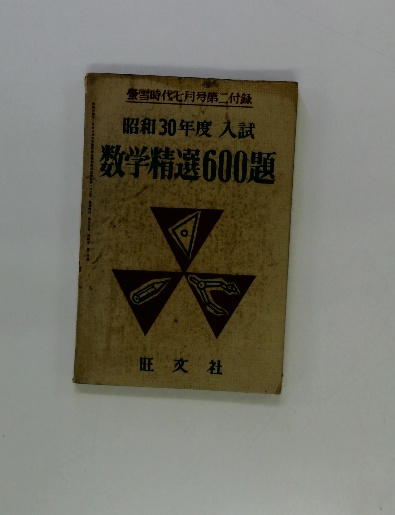 螢雪時代七月号第二付録
昭和30年度 入試
数学精選600題
旺文社